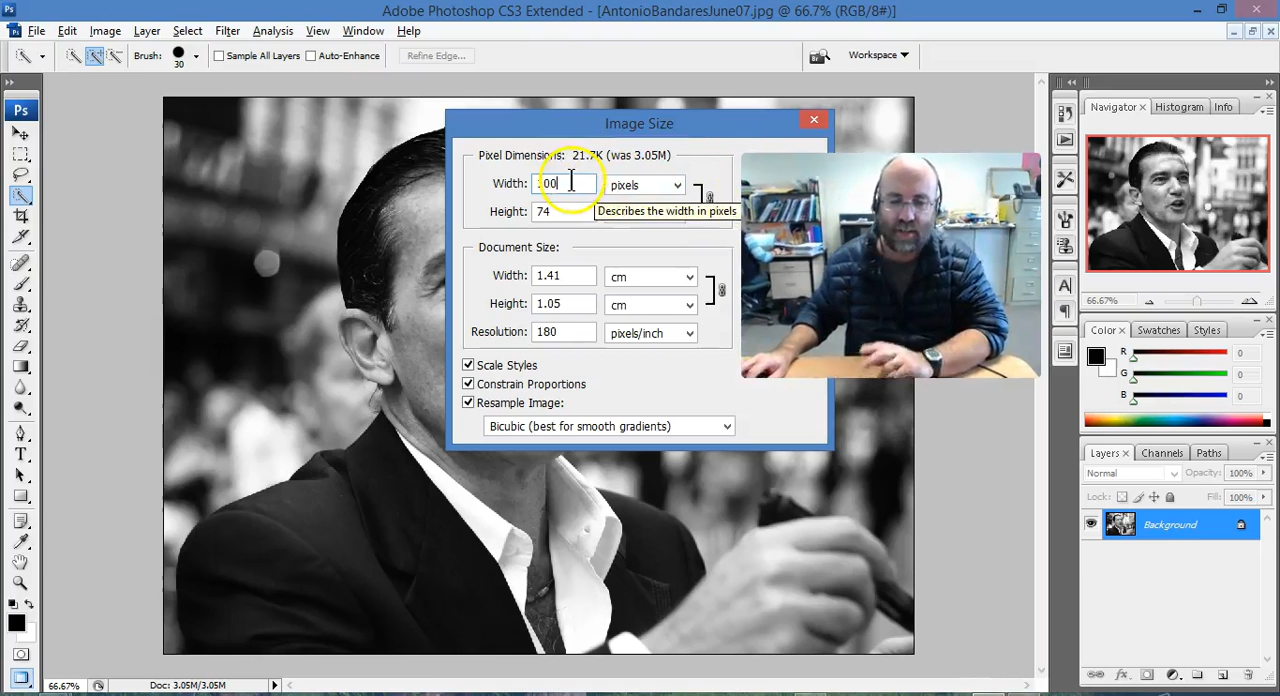 Ps Adobe Photoshop CS3 Extended - [AntonioBandaresJune07.jpg @ 66.7% (RGB/8#)]
File Edit Image Layer Select Filter Analysis View Window Help
Brush: 30 Sample All Layers Auto-Enhance Refine Edge... Br Workspace
Ps
Image Size
Pixel Dimensions: 21.7K (was 3.05M)
Width: 100 pixels
Height: 74
Describes the width in pixels
Document Size:
Width: 1.41 cm
Height: 1.05 cm
Resolution: 180 pixels/inch
Scale Styles
Constrain Proportions
Resample Image:
Bicubic (best for smooth gradients)
Navigator Histogram Info
66.67%
Color Swatches Styles
R 0
G 0
B 0
Layers Channels Paths
Normal Opacity: 100%
Lock: Fill: 100%
Background
66.67% Doc: 3.05M/3.05M